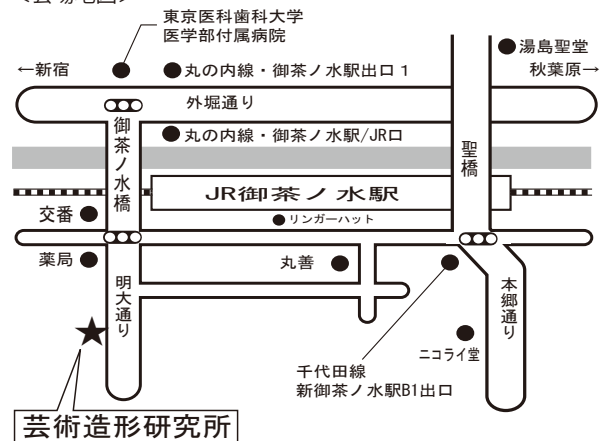 東京医科歯科大学
医学部付属病院
湯島聖堂
←新宿
丸の内線・御茶ノ水駅出口1
秋葉原→
外堀通り
丸の内線・御茶ノ水駅/JR口
御茶ノ水橋
聖橋
JR御茶ノ水駅
交番
リンガーハット
薬局
丸善
明大通り
本郷通り
ニコライ堂
千代田線
新御茶ノ水駅B1出口
芸術造形研究所